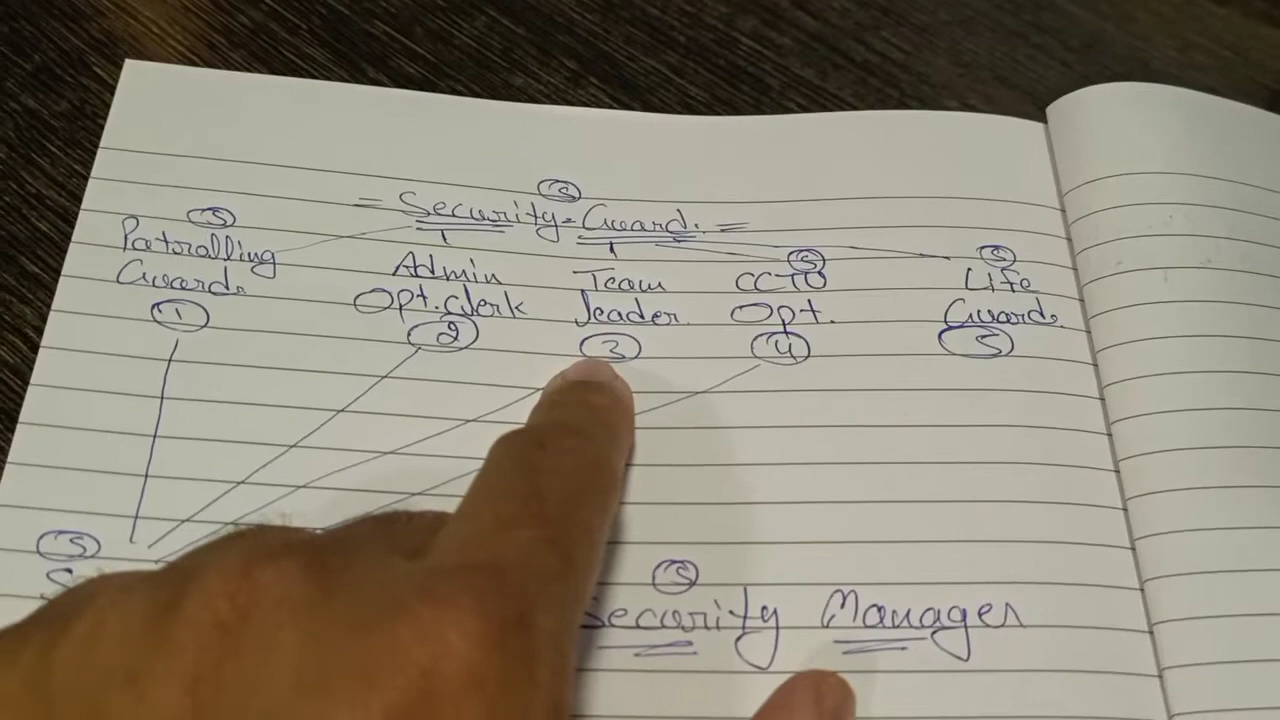 (S)
= Security = Guard. =
(S)
Patoralling
Guard.
(1)
Admin
Opt. Clerk
(2)
Team
Leader.
(3)
(S)
CCTV
Opt.
(4)
(S)
Life
Guard.
(5)
(S)
(S)
Security Manager